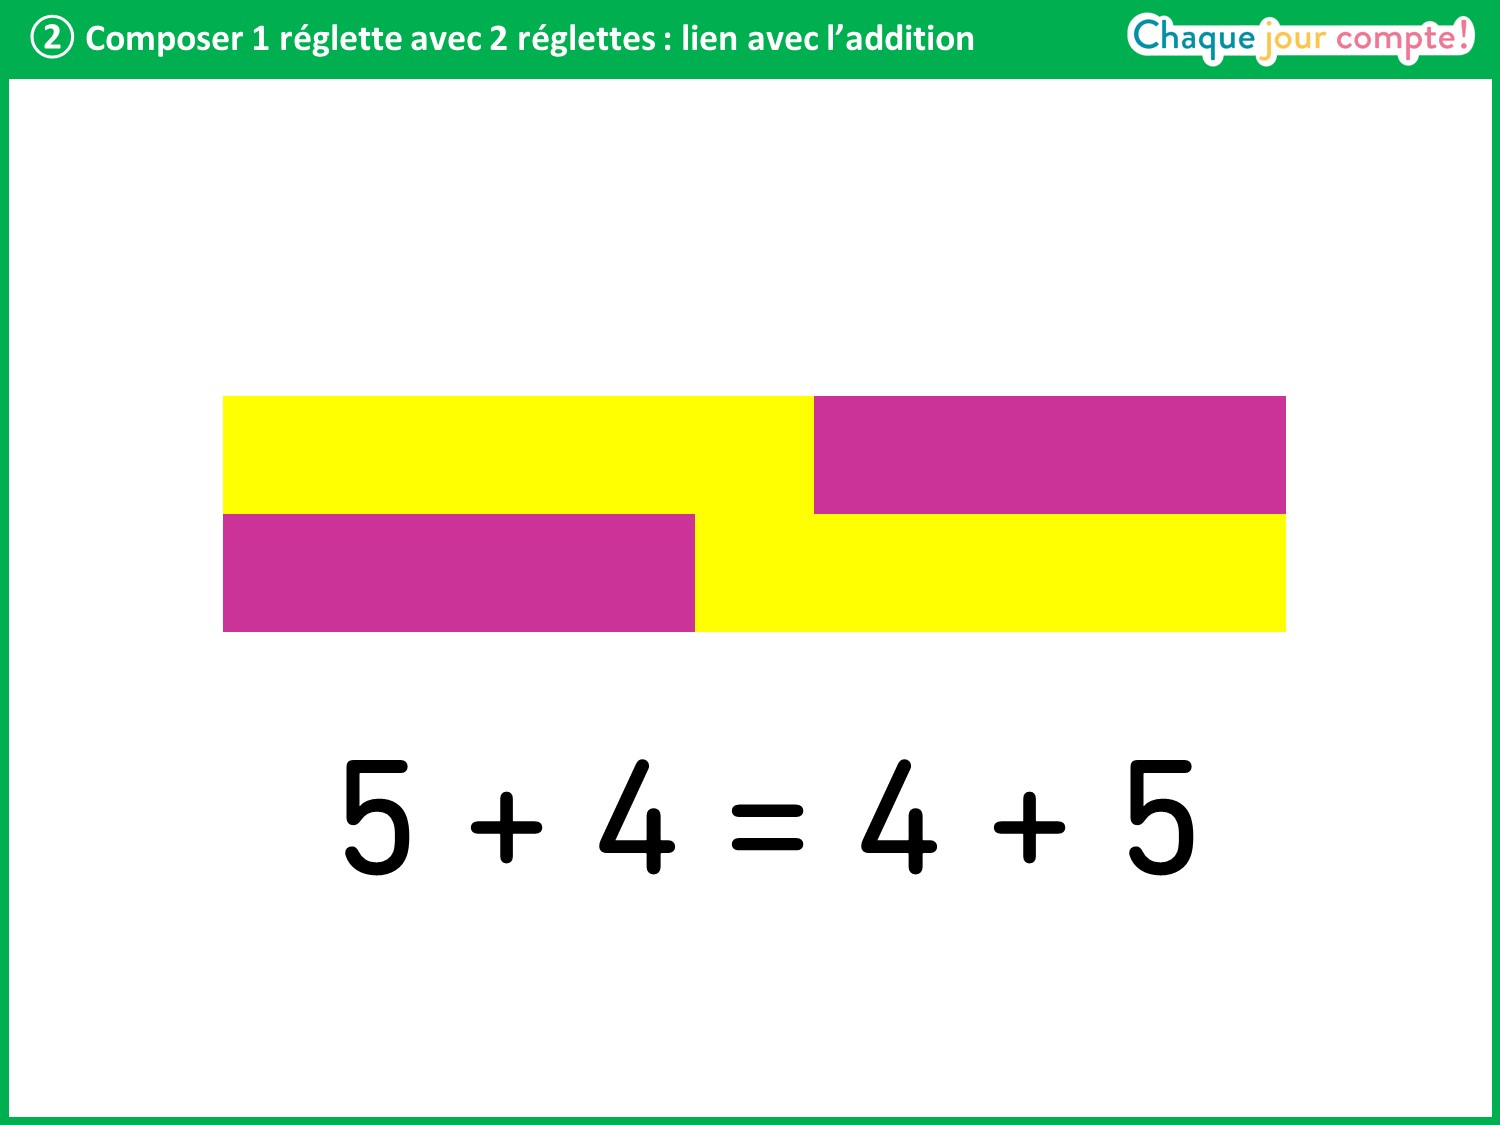 ② Composer 1 réglette avec 2 réglettes : lien avec l’addition
Chaque jour compte!
5 + 4 = 4 + 5